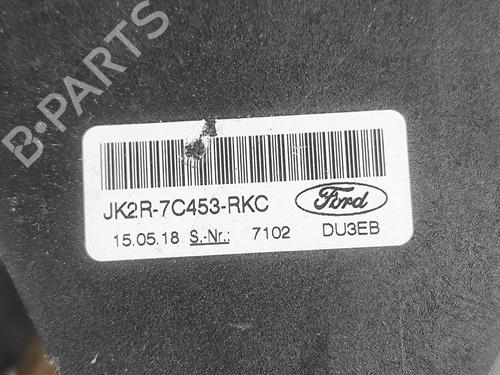 B-PARTS
JK2R-7C453-RKC
Ford
15.05.18 S.-Nr.: 7102 DU3EB